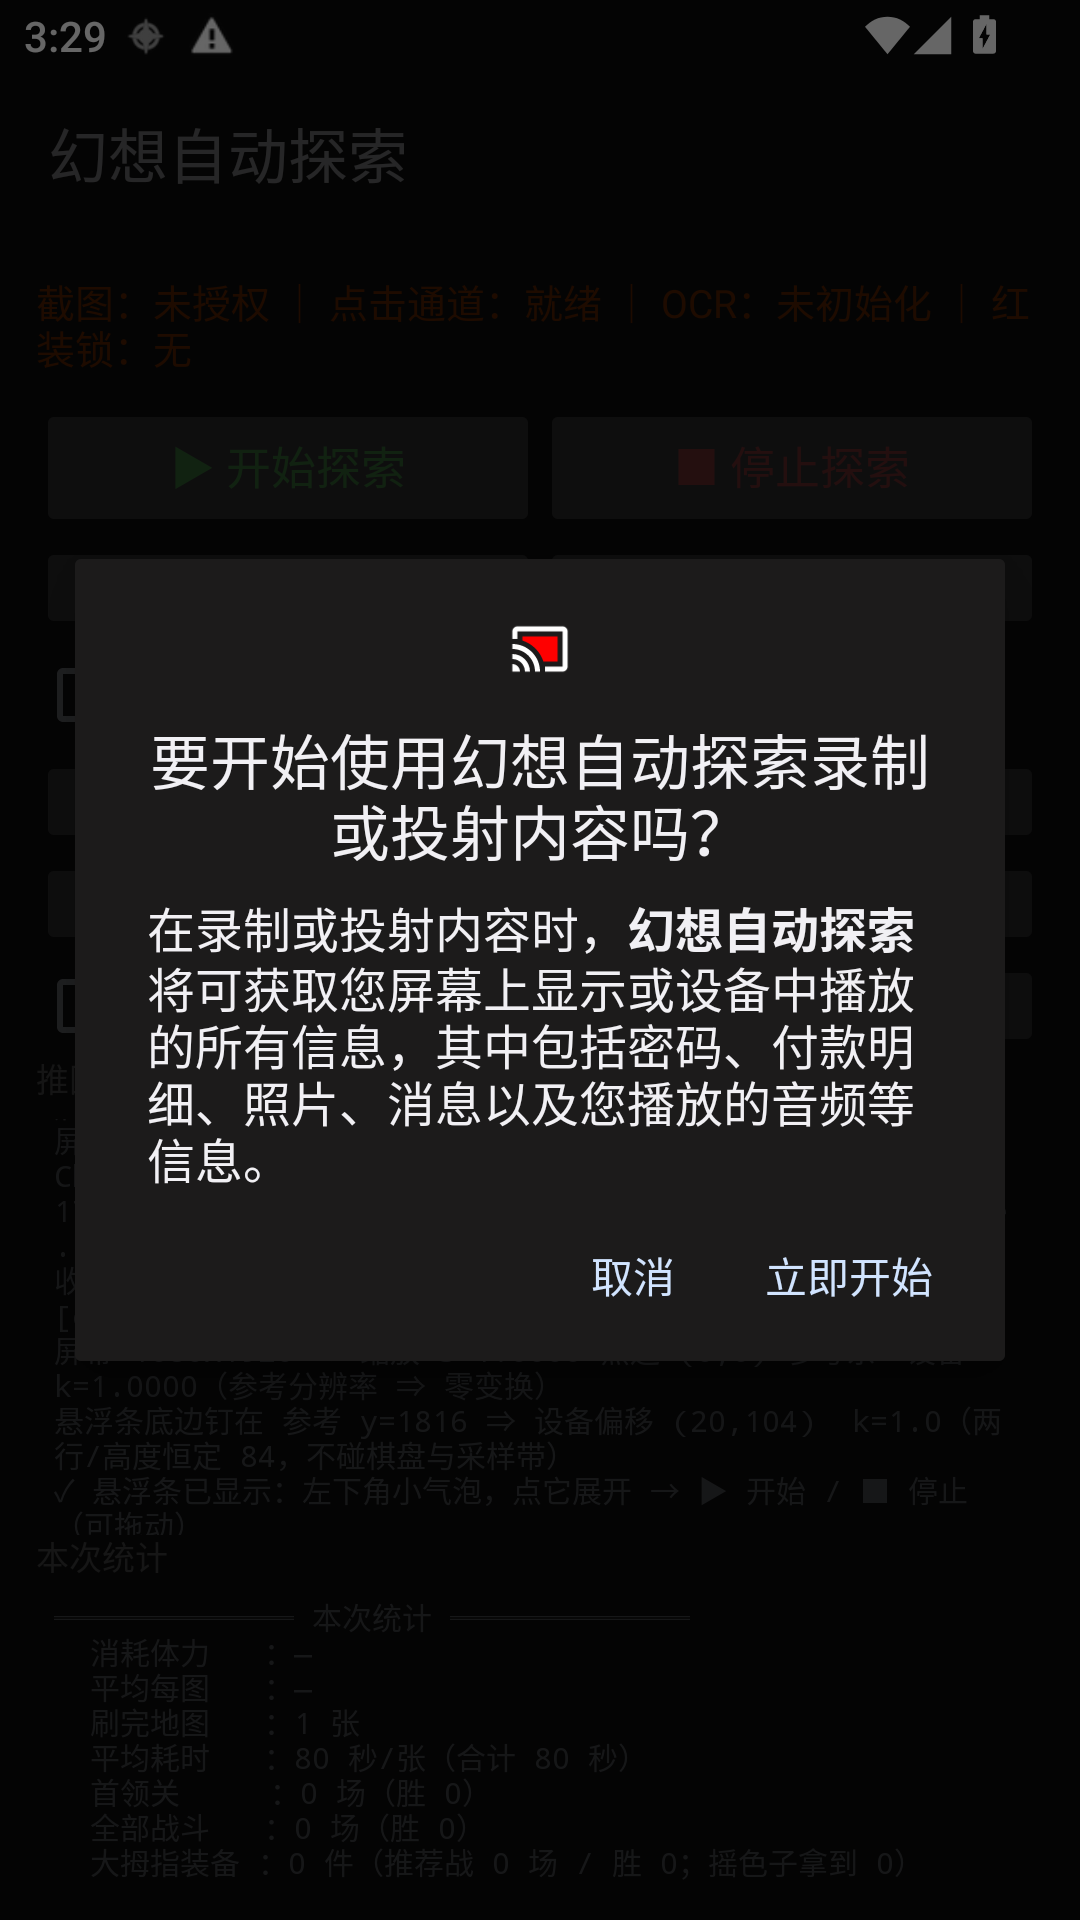 3:29
幻想自动探索
截图：未授权 ｜ 点击通道：就绪 ｜ OCR：未初始化 ｜ 红
装锁：无
▶ 开始探索
■ 停止探索
要开始使用幻想自动探索录制
或投射内容吗？
在录制或投射内容时，幻想自动探索
将可获取您屏幕上显示或设备中播放
的所有信息，其中包括密码、付款明
细、照片、消息以及您播放的音频等
信息。
取消
立即开始
k=1.0000（参考分辨率 ⇒ 零变换）
悬浮条底边钉在 参考 y=1816 ⇒ 设备偏移 (20,104) k=1.0（两
行/高度恒定 84，不碰棋盘与采样带）
✓ 悬浮条已显示：左下角小气泡，点它展开 → ▶ 开始 / ■ 停止
（可拖动）
本次统计
════════ 本次统计 ════════
消耗体力 ：—
平均每图 ：—
刷完地图 ：1 张
平均耗时 ：80 秒/张（合计 80 秒）
首领关 ：0 场（胜 0）
全部战斗 ：0 场（胜 0）
大拇指装备 ：0 件（推荐战 0 场 / 胜 0；摇色子拿到 0）